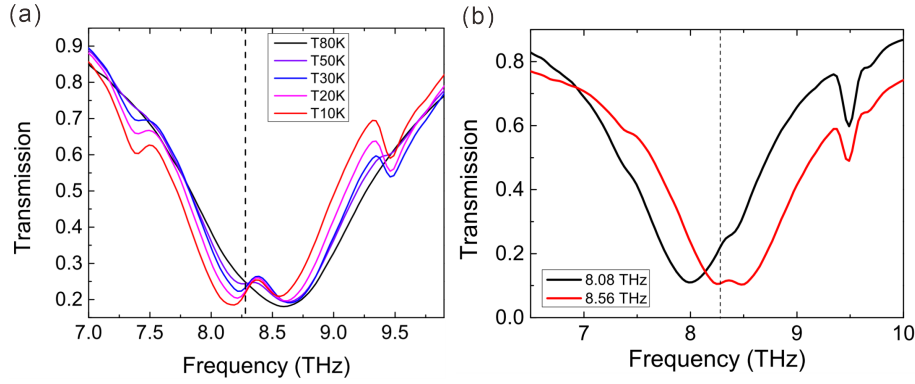 (a)
Transmission
0.9
0.8
0.7
0.6
0.5
0.4
0.3
0.2
7.0
7.5
8.0
8.5
9.0
9.5
Frequency (THz)
T80K
T50K
T30K
T20K
T10K
(b)
Transmission
0.8
0.6
0.4
0.2
0.0
7
8
9
10
Frequency (THz)
8.08 THz
8.56 THz